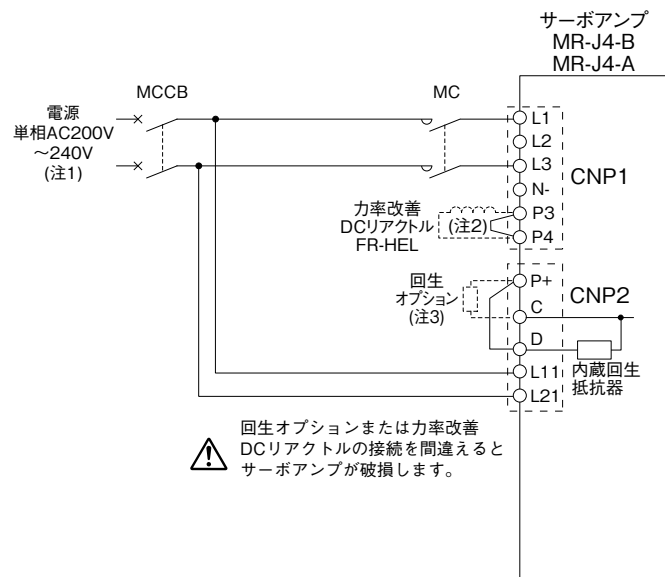 サーボアンプ
MR-J4-B
MR-J4-A
MCCB
MC
電源
単相AC200V
～240V
(注1)
L1
L2
L3
N-
P3
P4
CNP1
力率改善
DCリアクトル
FR-HEL
(注2)
回生
オプション
(注3)
P+
C
D
L11
L21
CNP2
内蔵回生
抵抗器
回生オプションまたは力率改善
DCリアクトルの接続を間違えると
サーボアンプが破損します。